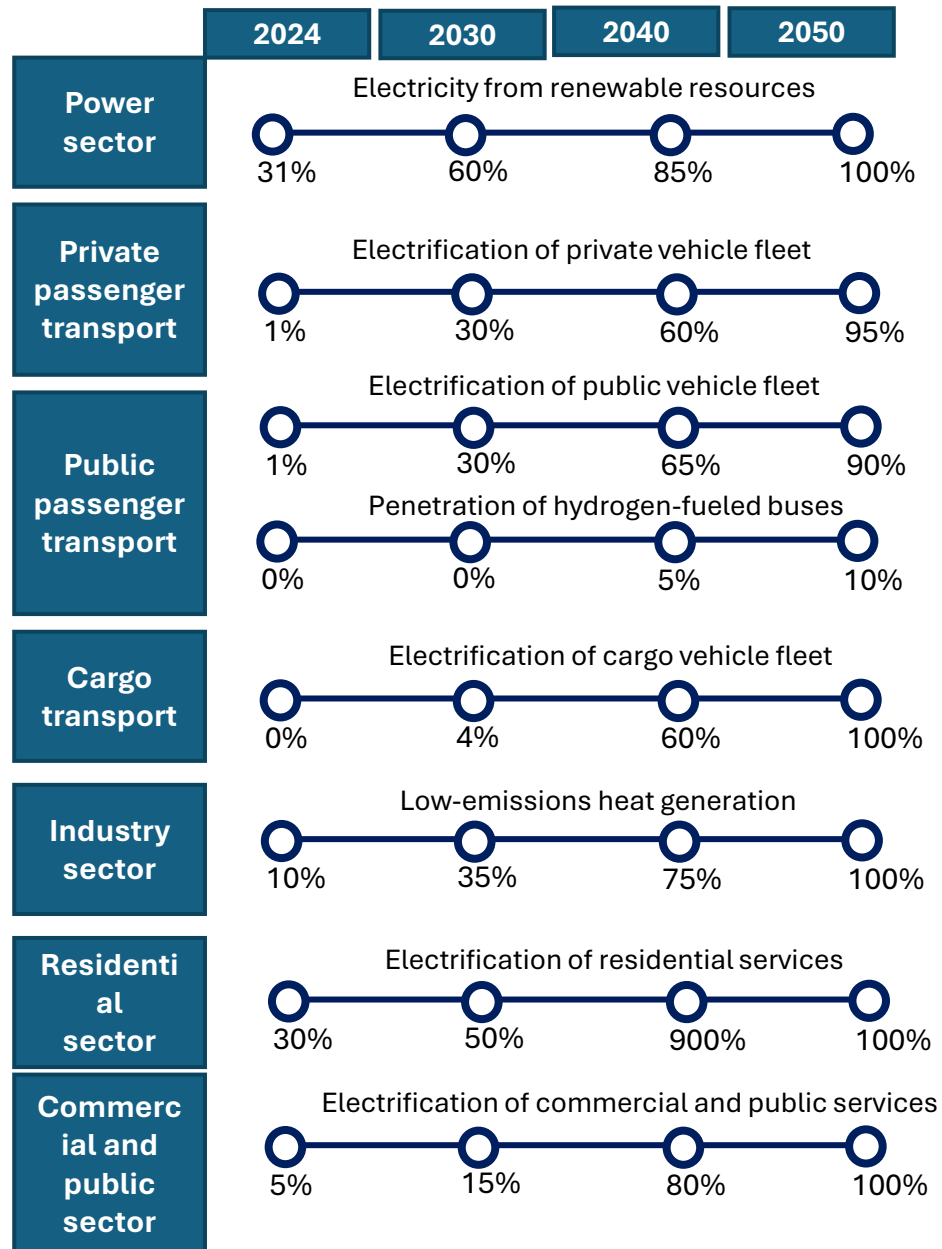 2024 2030 2040 2050
Power
sector
Electricity from renewable resources
31% 60% 85% 100%
Private
passenger
transport
Electrification of private vehicle fleet
1% 30% 60% 95%
Public
passenger
transport
Electrification of public vehicle fleet
1% 30% 65% 90%
Penetration of hydrogen-fueled buses
0% 0% 5% 10%
Cargo
transport
Electrification of cargo vehicle fleet
0% 4% 60% 100%
Industry
sector
Low-emissions heat generation
10% 35% 75% 100%
Residenti
al
sector
Electrification of residential services
30% 50% 900% 100%
Commerc
ial and
public
sector
Electrification of commercial and public services
5% 15% 80% 100%